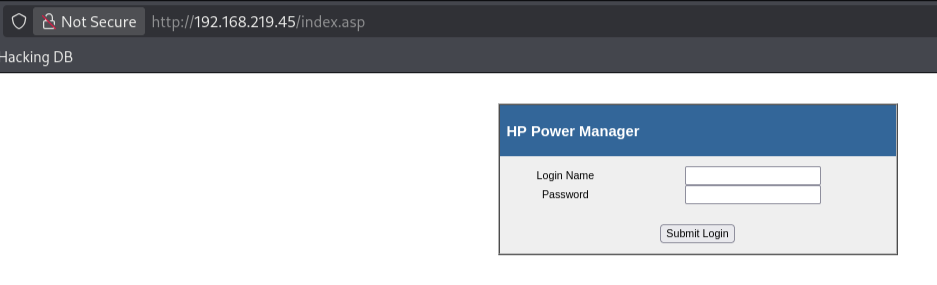 Not Secure http://192.168.219.45/index.asp
Hacking DB
HP Power Manager
Login Name
Password
Submit Login